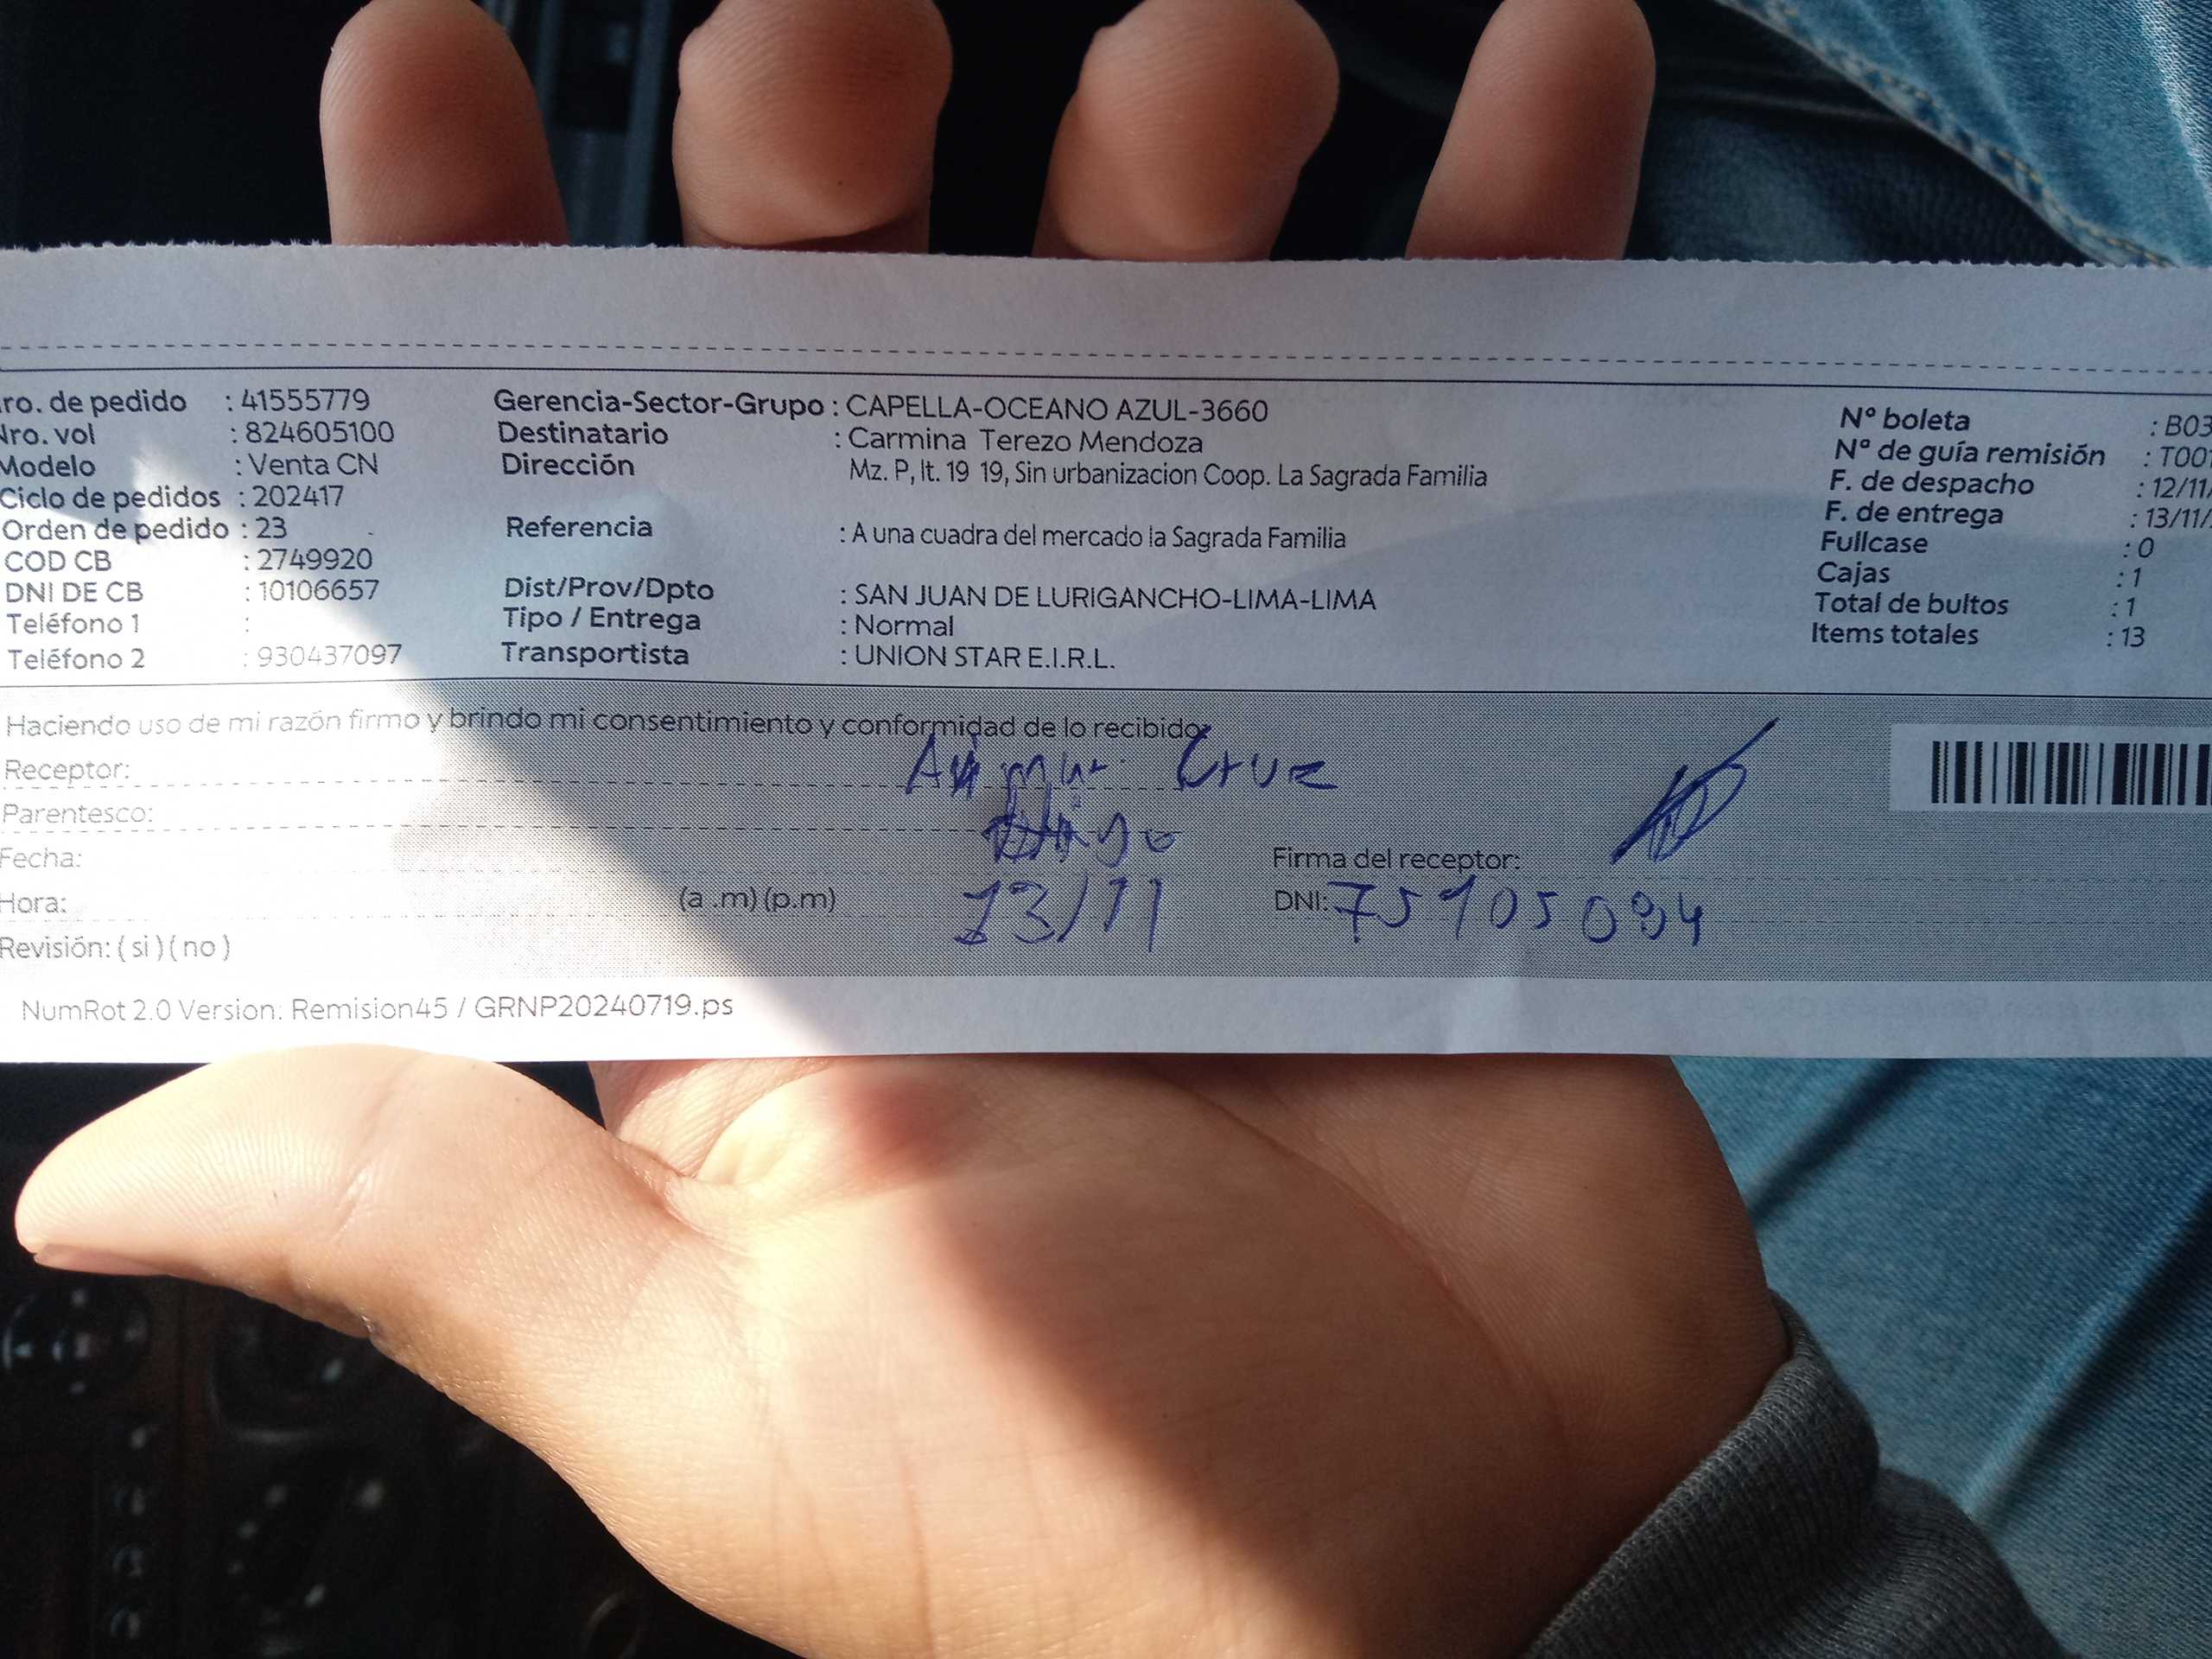 ro. de pedido : 41555779
Nro. vol : 824605100
Modelo : Venta CN
Ciclo de pedidos : 202417
Orden de pedido : 23
COD CB : 2749920
DNI DE CB : 10106657
Teléfono 1 :
Teléfono 2 : 930437097
Gerencia-Sector-Grupo : CAPELLA-OCEANO AZUL-3660
Destinatario : Carmina Terezo Mendoza
Dirección Mz. P, lt. 19 19, Sin urbanizacion Coop. La Sagrada Familia
Referencia : A una cuadra del mercado la Sagrada Familia
Dist/Prov/Dpto : SAN JUAN DE LURIGANCHO-LIMA-LIMA
Tipo / Entrega : Normal
Transportista : UNION STAR E.I.R.L.
Nº boleta : B03
Nº de guía remisión : T001
F. de despacho : 12/11/
F. de entrega : 13/11/
Fullcase : 0
Cajas : 1
Total de bultos : 1
Items totales : 13
Haciendo uso de mi razón firmo y brindo mi consentimiento y conformidad de lo recibido
Receptor: Cruz
Parentesco:
Fecha:
Hora: (a .m) (p.m) 13/11
Revisión: ( si ) ( no )
Firma del receptor:
DNI: 75105094
NumRot 2.0 Version: Remision45 / GRNP20240719.ps